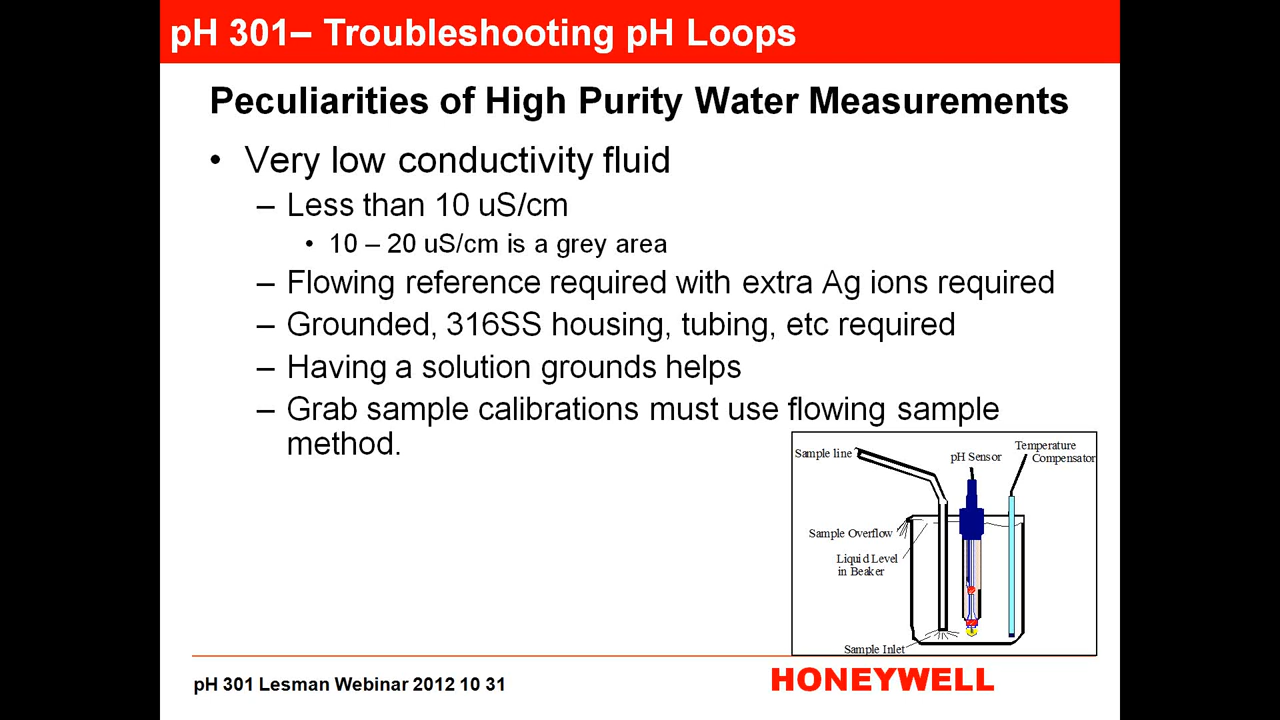 pH 301– Troubleshooting pH Loops
Peculiarities of High Purity Water Measurements
• Very low conductivity fluid
– Less than 10 uS/cm
• 10 – 20 uS/cm is a grey area
– Flowing reference required with extra Ag ions required
– Grounded, 316SS housing, tubing, etc required
– Having a solution grounds helps
– Grab sample calibrations must use flowing sample
method.
Sample line
pH Sensor
Temperature
Compensator
Sample Overflow
Liquid Level
in Beaker
Sample Inlet
pH 301 Lesman Webinar 2012 10 31
HONEYWELL